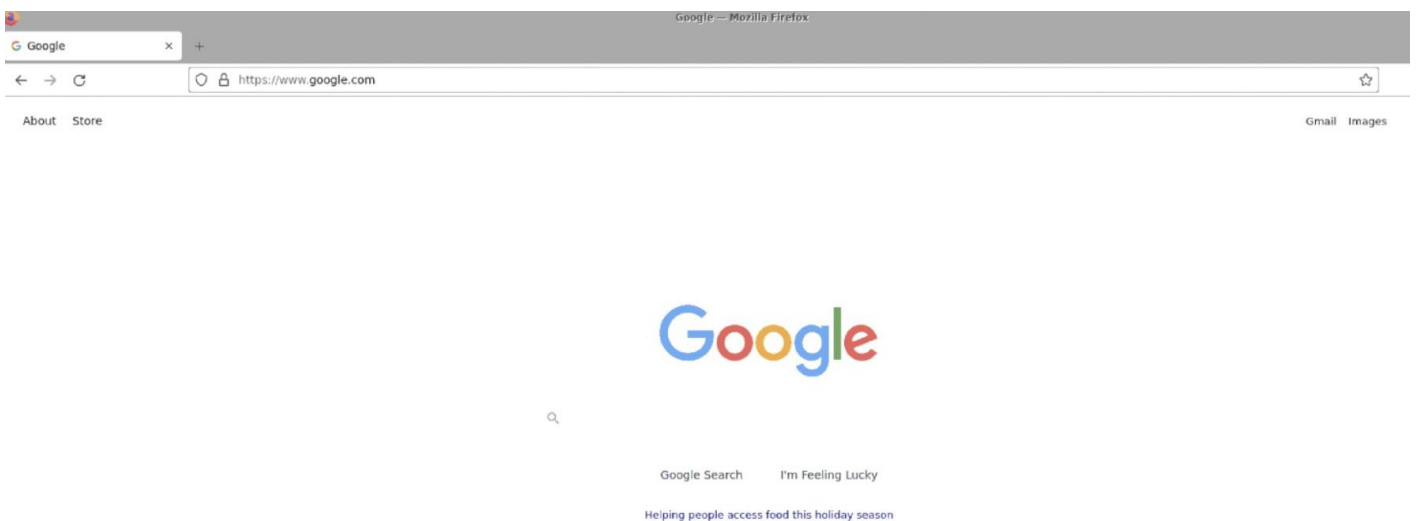 Google — Mozilla Firefox
Google
https://www.google.com
About Store Gmail Images
Google
Google Search I'm Feeling Lucky
Helping people access food this holiday season